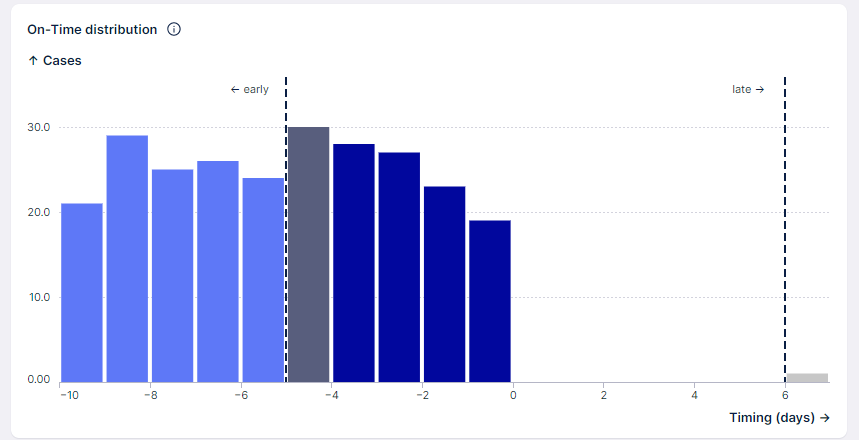 On-Time distribution
↑ Cases
← early
late →
30.0
20.0
10.0
0.00
−10 −8 −6 −4 −2 0 2 4 6
Timing (days) →